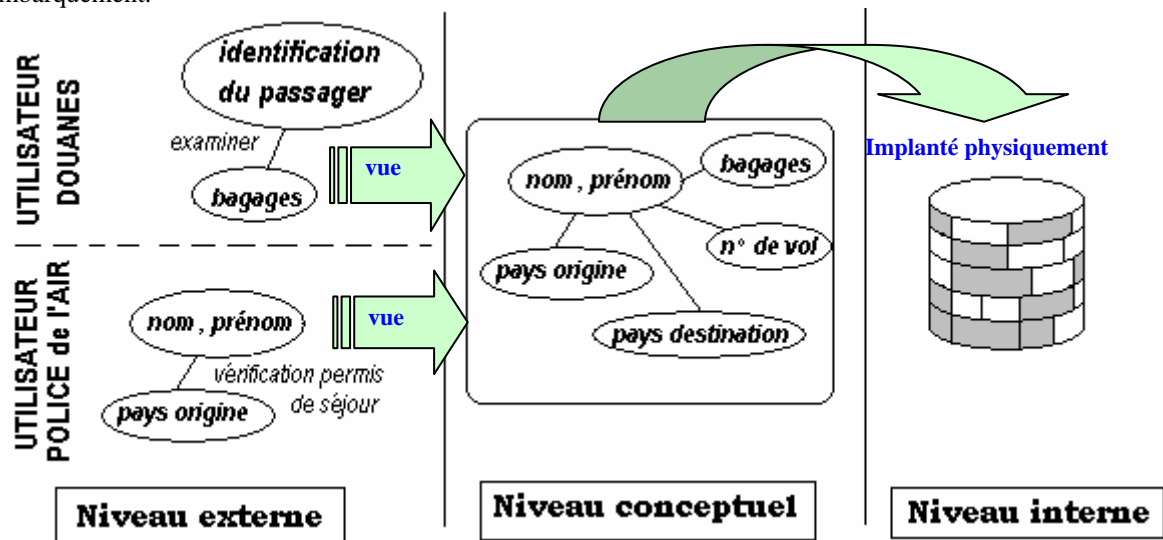 UTILISATEUR
DOUANES
identification
du passager
examiner
bagages
vue
UTILISATEUR
POLICE de l'AIR
nom , prénom
vérification permis
de séjour
pays origine
vue
Niveau externe
nom , prénom
bagages
n° de vol
pays origine
pays destination
Niveau conceptuel
Implanté physiquement
Niveau interne